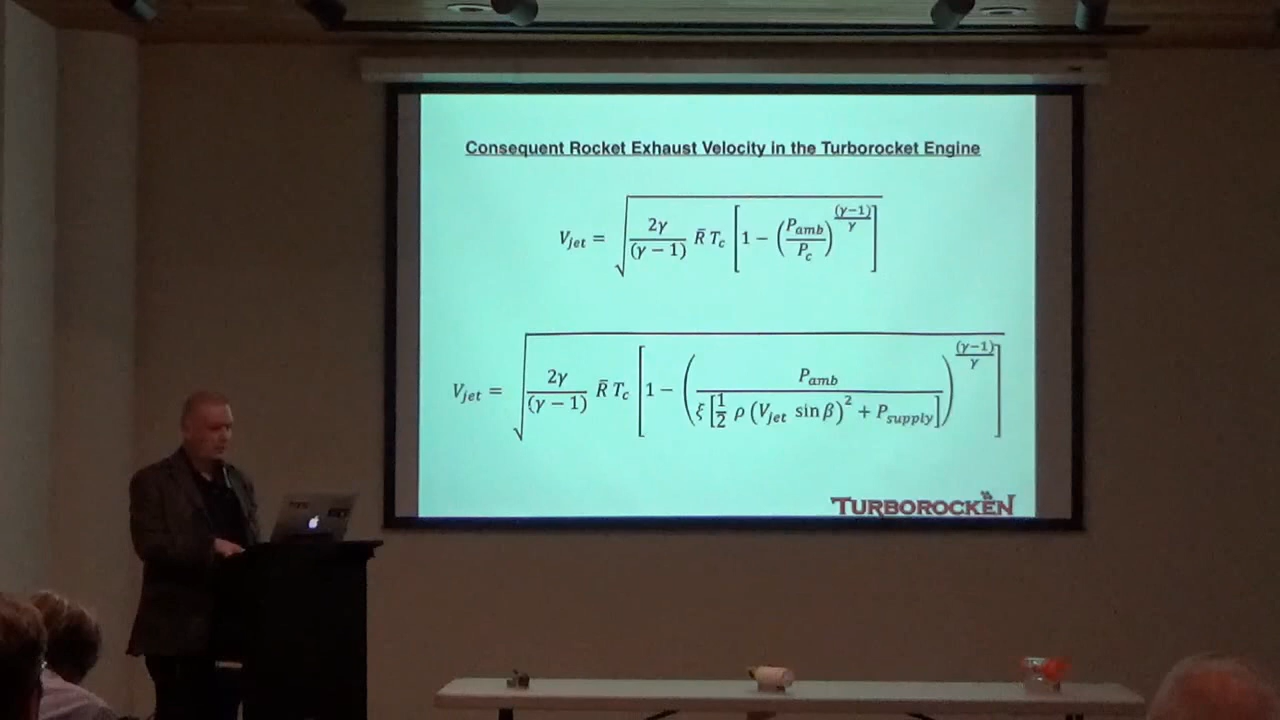 Consequent Rocket Exhaust Velocity in the Turborocket Engine
V_jet = √( 2γ/(γ − 1) R̄ T_c [1 − (P_amb/P_c)^((γ−1)/γ)] )
V_jet = √( 2γ/(γ − 1) R̄ T_c [1 − (P_amb/(ξ [1/2 ρ (V_jet sin β)^2 + P_supply]))^((γ−1)/γ)] )
TURBOROCKËN